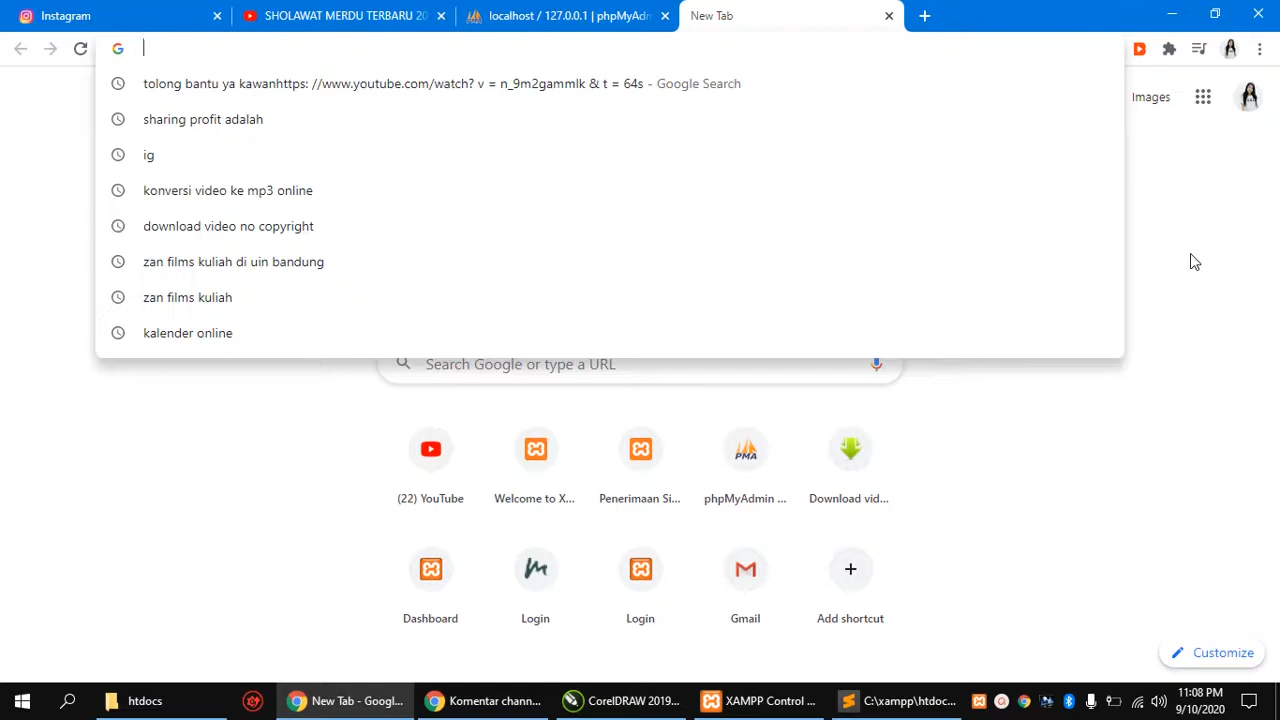 Instagram
SHOLAWAT MERDU TERBARU 20
localhost / 127.0.0.1 | phpMyAdm
New Tab
tolong bantu ya kawanhttps: //www.youtube.com/watch? v = n_9m2gammlk & t = 64s - Google Search
sharing profit adalah
ig
konversi video ke mp3 online
download video no copyright
zan films kuliah di uin bandung
zan films kuliah
kalender online
Images
Search Google or type a URL
PMA
(22) YouTube
Welcome to X...
Penerimaan Si...
phpMyAdmin ...
Download vid...
Dashboard
Login
Login
Gmail
Add shortcut
Customize
htdocs
New Tab - Googl...
Komentar chann...
CorelDRAW 2019...
XAMPP Control ...
C:\xampp\htdoc...
11:08 PM
9/10/2020